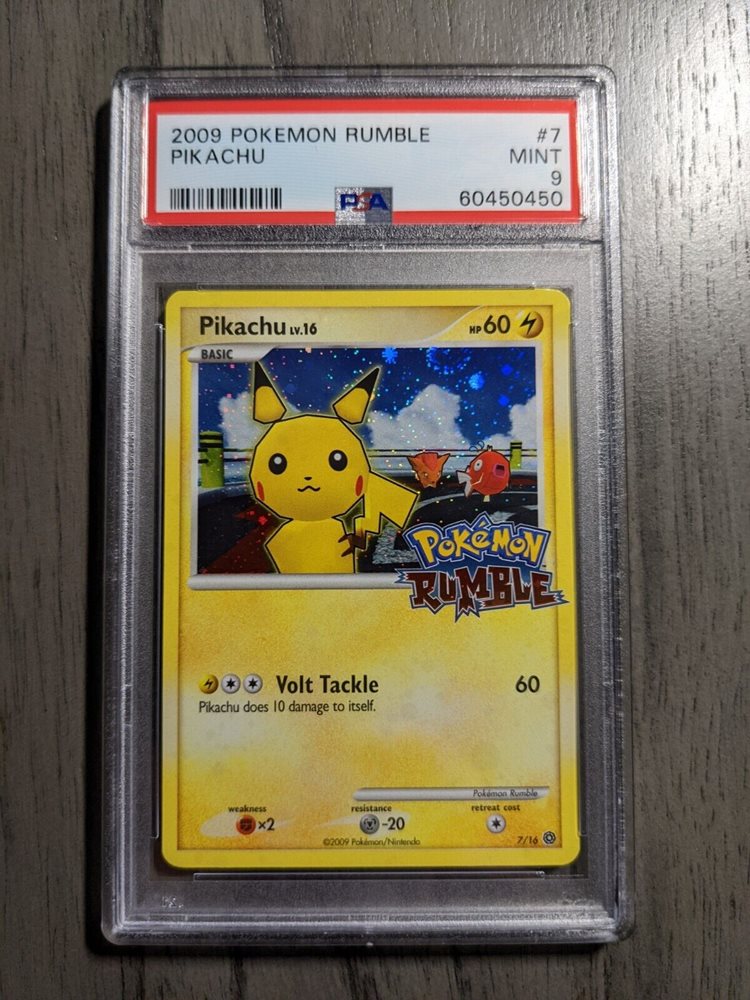 2009 POKEMON RUMBLE #7
PIKACHU MINT
9
PSA 60450450
Pikachu LV.16 HP 60
BASIC
POKéMON
RUMBLE
Volt Tackle 60
Pikachu does 10 damage to itself.
Pokémon Rumble
weakness resistance retreat cost
×2 -20
©2009 Pokémon/Nintendo 7/16